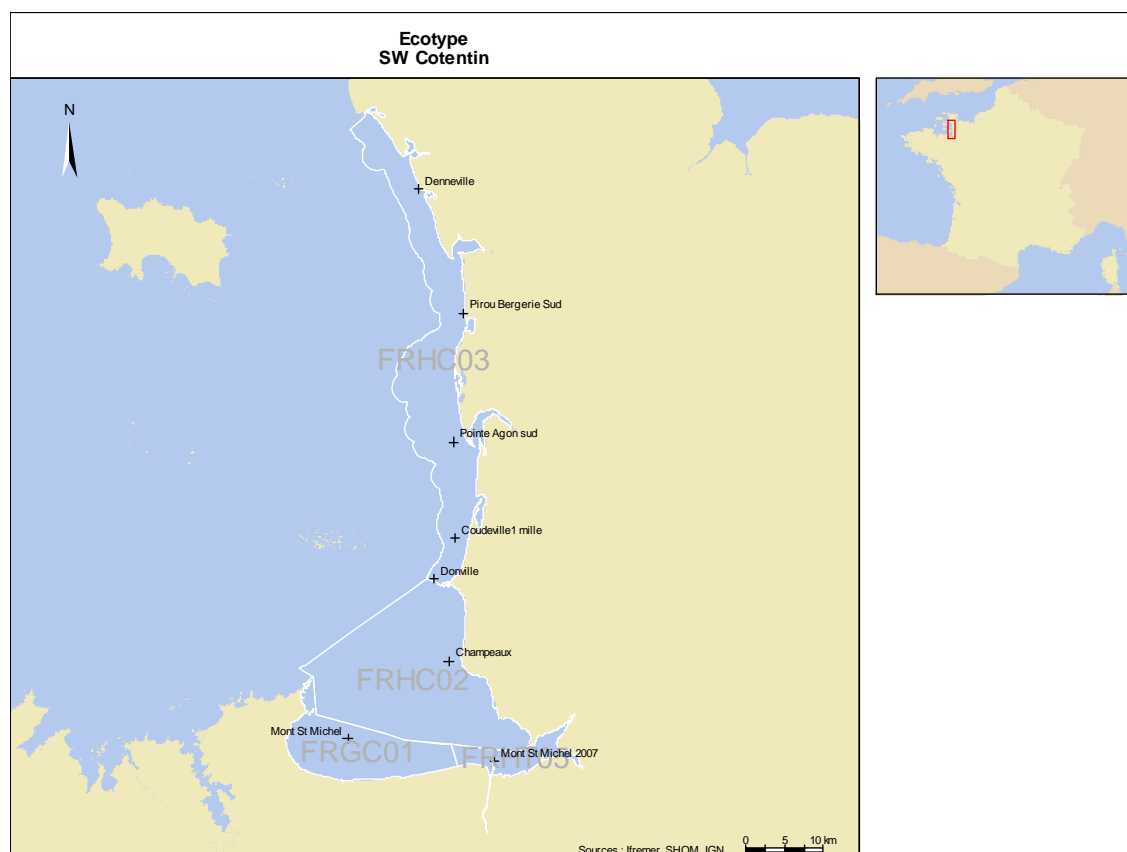 Ecotype
SW Cotentin
N
Denneville
Pirou Bergerie Sud
FRHC03
Pointe Agon sud
Coudeville1 mille
Donville
Champeaux
FRHC02
Mont St Michel
FRGC01
FRHT05
Mont St Michel 2007
Sources : Ifremer, SHOM, IGN
0 5 10 km